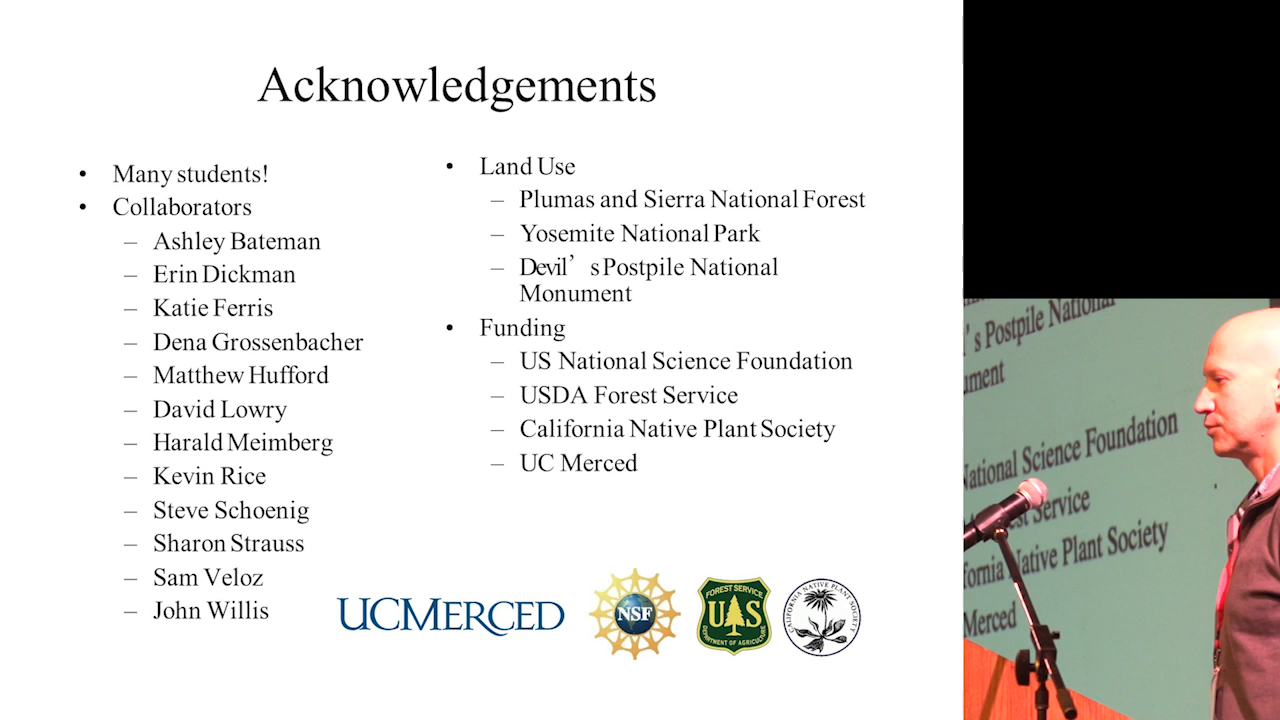 Acknowledgements
• Many students!
• Collaborators
– Ashley Bateman
– Erin Dickman
– Katie Ferris
– Dena Grossenbacher
– Matthew Hufford
– David Lowry
– Harald Meimberg
– Kevin Rice
– Steve Schoenig
– Sharon Strauss
– Sam Veloz
– John Willis
• Land Use
– Plumas and Sierra National Forest
– Yosemite National Park
– Devil’s Postpile National
Monument
• Funding
– US National Science Foundation
– USDA Forest Service
– California Native Plant Society
– UC Merced
UCMERCED
NSF
FOREST SERVICE
UAS
DEPARTMENT OF AGRICULTURE
CALIFORNIA NATIVE PLANT SOCIETY
's Postpile National
ument
National Science Foundation
est Service
fornia Native Plant Society
Merced